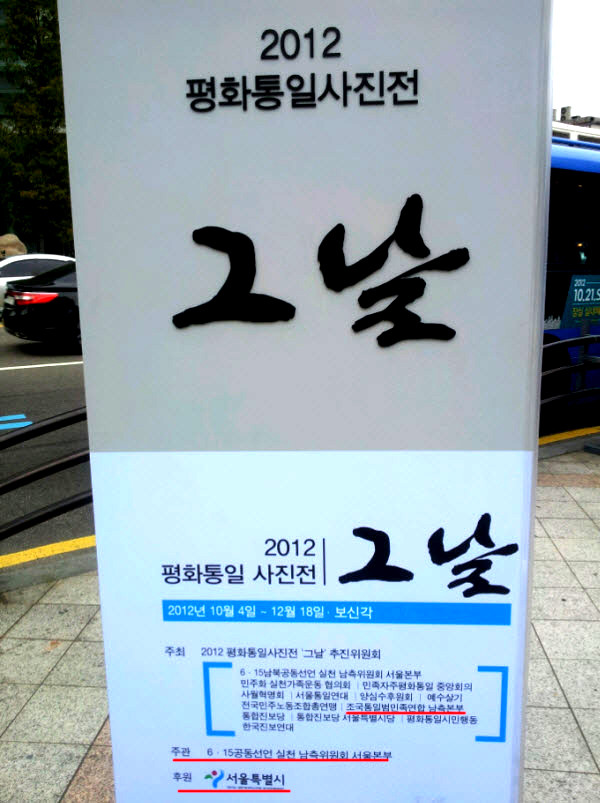 2012
평화통일사진전
그날
2012
평화통일 사진전
그날
2012년 10월 4일 ~ 12월 18일 · 보신각
주최 2012 평화통일사진전 '그날' 추진위원회
6 · 15남북공동선언 실천 남측위원회 서울본부
민주화 실천가족운동 협의회 | 민족자주평화통일 중앙회의
사월혁명회 | 서울통일연대 | 양심수후원회 | 예수살기
전국민주노동조합총연맹 | 조국통일범민족연합 남측본부
통합진보당 | 통합진보당 서울특별시당 | 평화통일시민행동
한국진보연대
주관 6 · 15공동선언 실천 남측위원회 서울본부
후원 서울특별시
2012
10.21.S